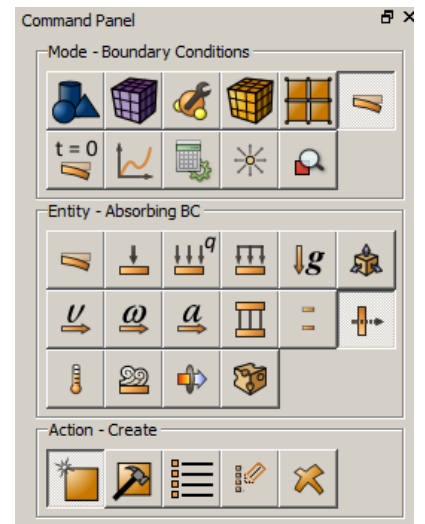 Command Panel
Mode - Boundary Conditions
t = 0
Entity - Absorbing BC
q
g
v
ω
a
Action - Create